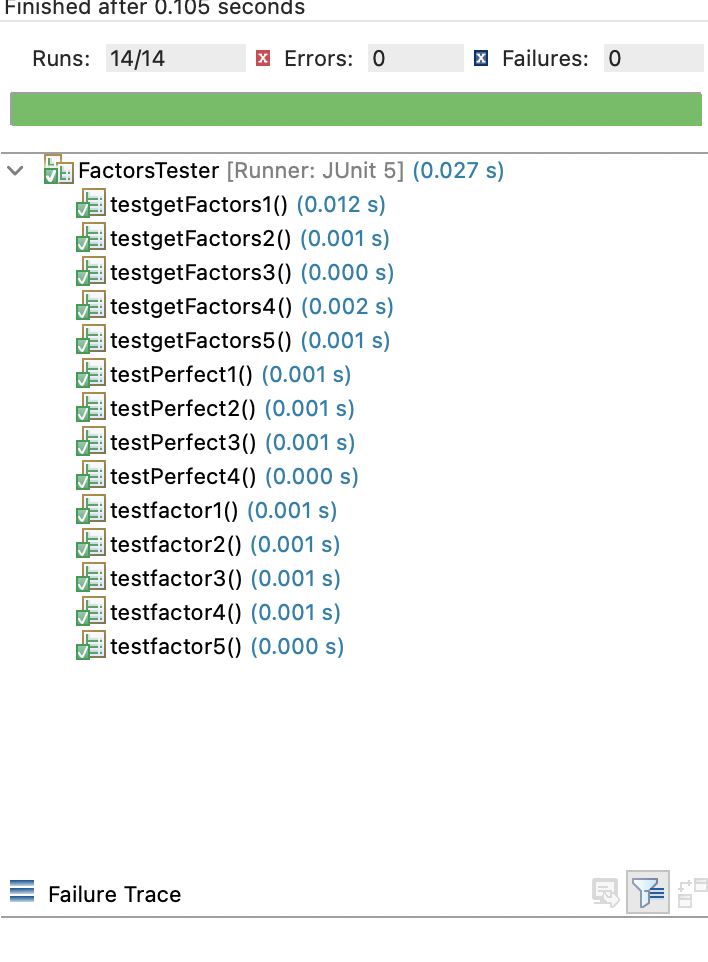 Finished after 0.105 seconds
Runs: 14/14 Errors: 0 Failures: 0
FactorsTester [Runner: JUnit 5] (0.027 s)
testgetFactors1() (0.012 s)
testgetFactors2() (0.001 s)
testgetFactors3() (0.000 s)
testgetFactors4() (0.002 s)
testgetFactors5() (0.001 s)
testPerfect1() (0.001 s)
testPerfect2() (0.001 s)
testPerfect3() (0.001 s)
testPerfect4() (0.000 s)
testfactor1() (0.001 s)
testfactor2() (0.001 s)
testfactor3() (0.001 s)
testfactor4() (0.001 s)
testfactor5() (0.000 s)
Failure Trace